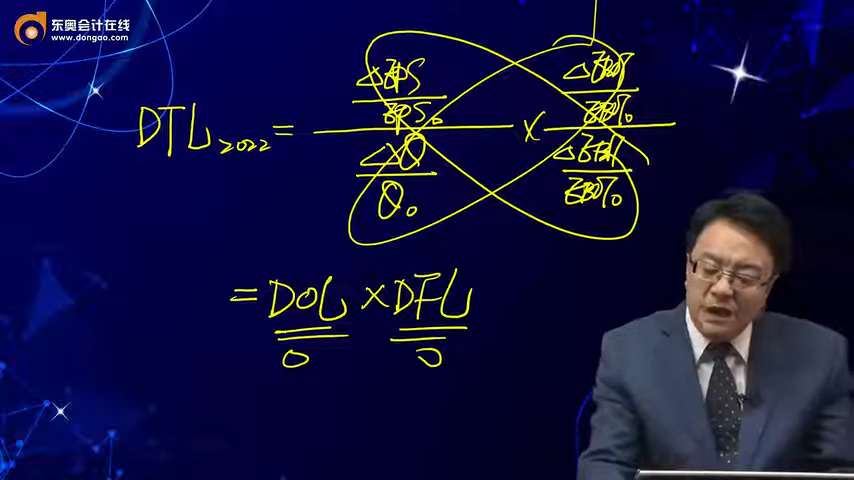 东奥会计在线
www.dongao.com
ΔEPS ΔEBIT
EPS₀ EBIT₀
DTL2022 = ×
ΔQ ΔEBIT
Q₀ EBIT₀
= DOL × DFL
0 0